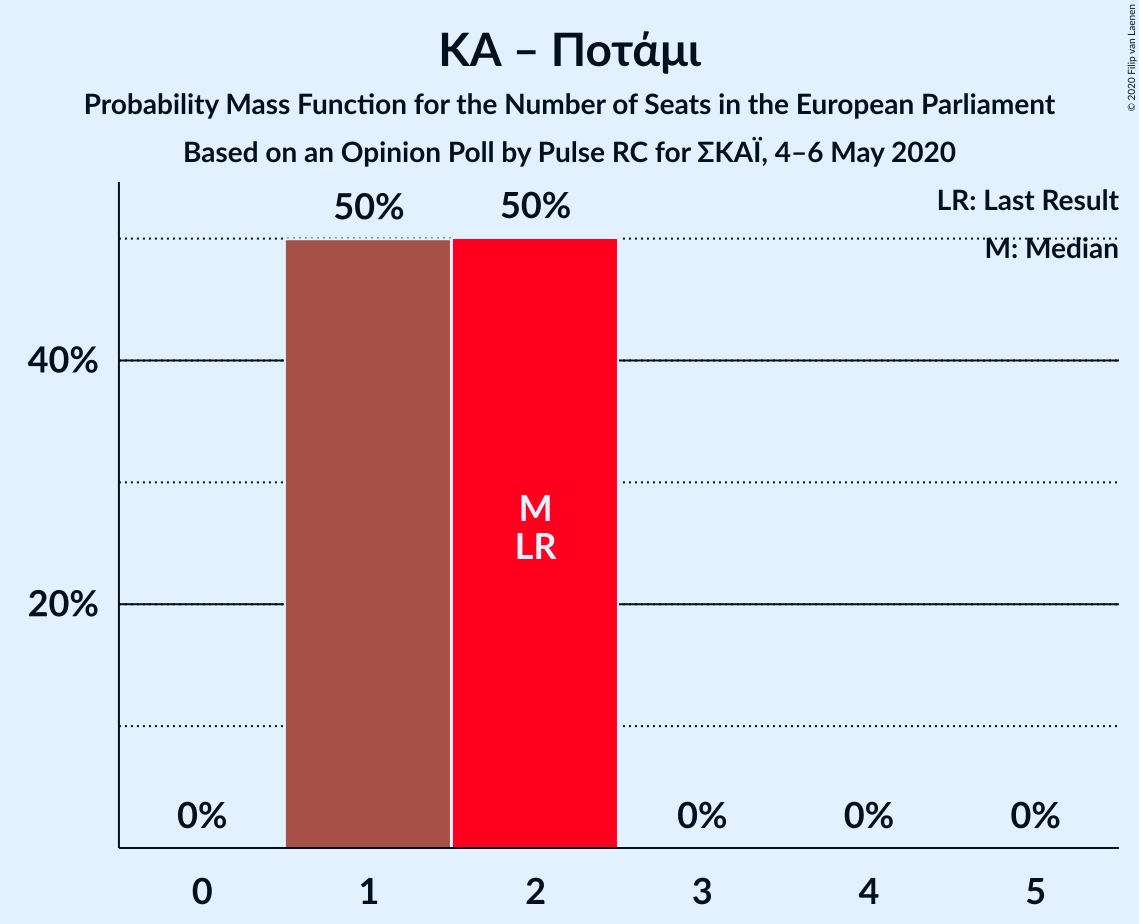 ΚΑ – Ποτάμι
Probability Mass Function for the Number of Seats in the European Parliament
Based on an Opinion Poll by Pulse RC for ΣΚΑΪ, 4–6 May 2020
© 2020 Filip van Laenen
LR: Last Result
M: Median
50%
50%
40%
20%
M
LR
0%
0%
0%
0%
0
1
2
3
4
5